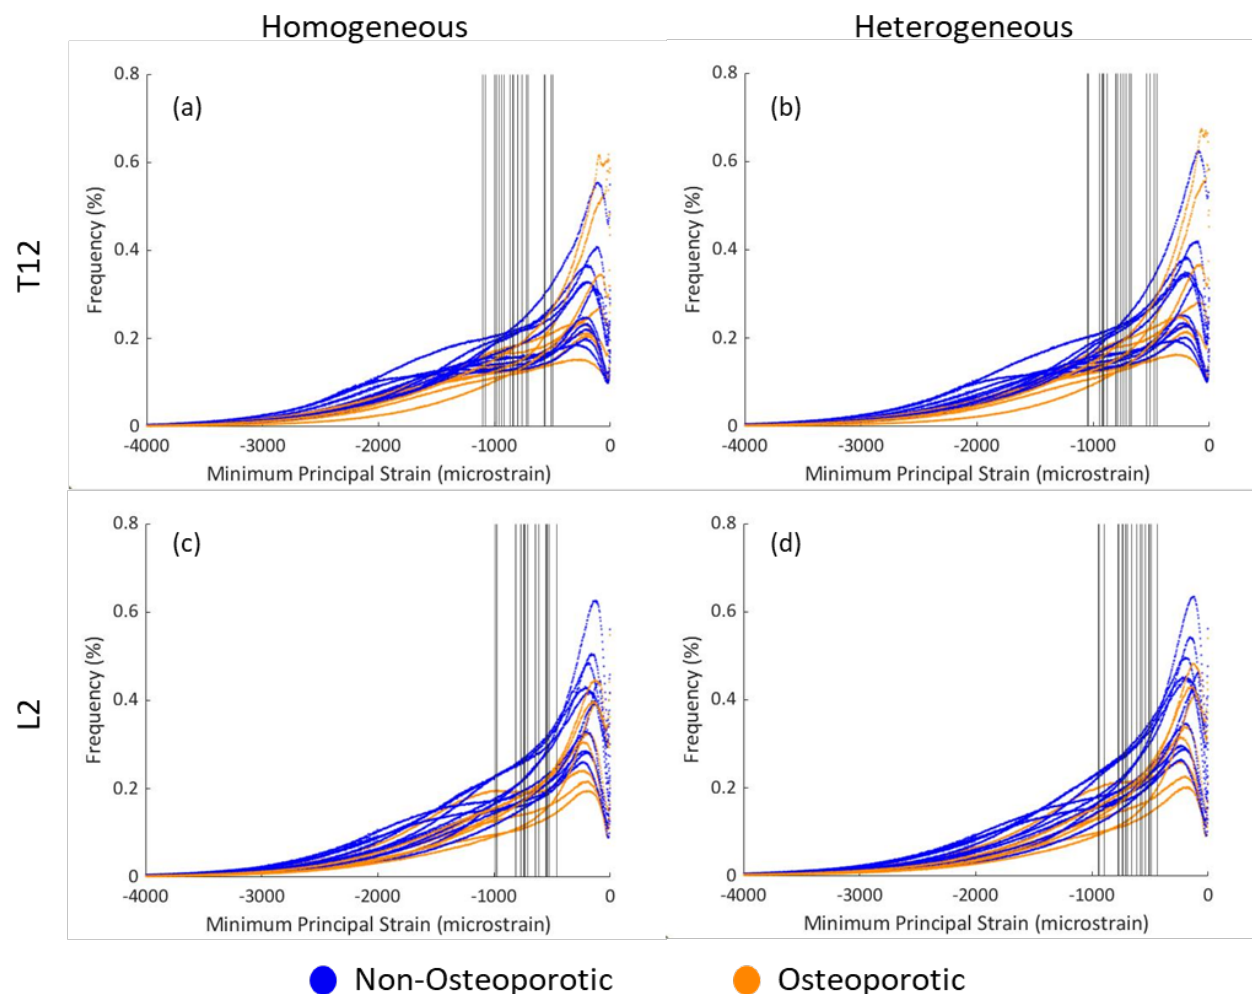 Homogeneous
Heterogeneous
T12
(a)
0.8
0.6
0.4
0.2
0
Frequency (%)
-4000 -3000 -2000 -1000 0
Minimum Principal Strain (microstrain)
(b)
0.8
0.6
0.4
0.2
0
Frequency (%)
-4000 -3000 -2000 -1000 0
Minimum Principal Strain (microstrain)
L2
(c)
0.8
0.6
0.4
0.2
0
Frequency (%)
-4000 -3000 -2000 -1000 0
Minimum Principal Strain (microstrain)
(d)
0.8
0.6
0.4
0.2
0
Frequency (%)
-4000 -3000 -2000 -1000 0
Minimum Principal Strain (microstrain)
Non-Osteoporotic
Osteoporotic